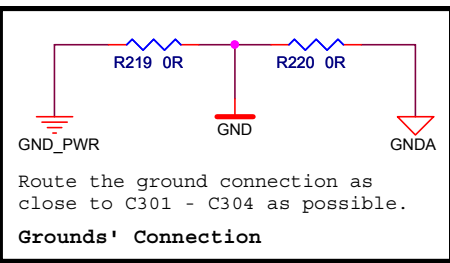 R219 0R R220 0R
GND
GND_PWR GNDA
Route the ground connection as
close to C301 - C304 as possible.
Grounds' Connection